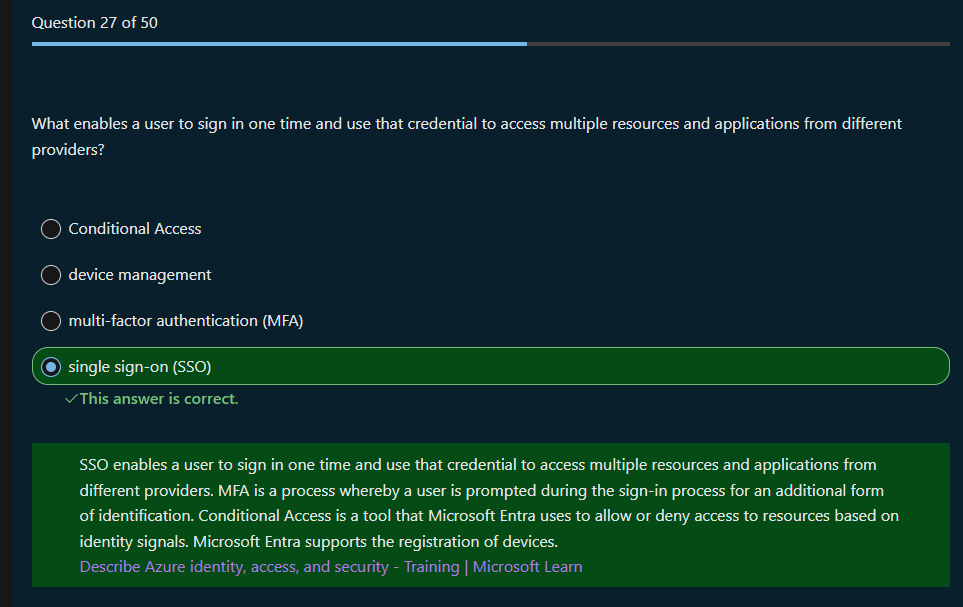 Question 27 of 50
What enables a user to sign in one time and use that credential to access multiple resources and applications from different
providers?
Conditional Access
device management
multi-factor authentication (MFA)
single sign-on (SSO)
✓This answer is correct.
SSO enables a user to sign in one time and use that credential to access multiple resources and applications from
different providers. MFA is a process whereby a user is prompted during the sign-in process for an additional form
of identification. Conditional Access is a tool that Microsoft Entra uses to allow or deny access to resources based on
identity signals. Microsoft Entra supports the registration of devices.
Describe Azure identity, access, and security - Training | Microsoft Learn